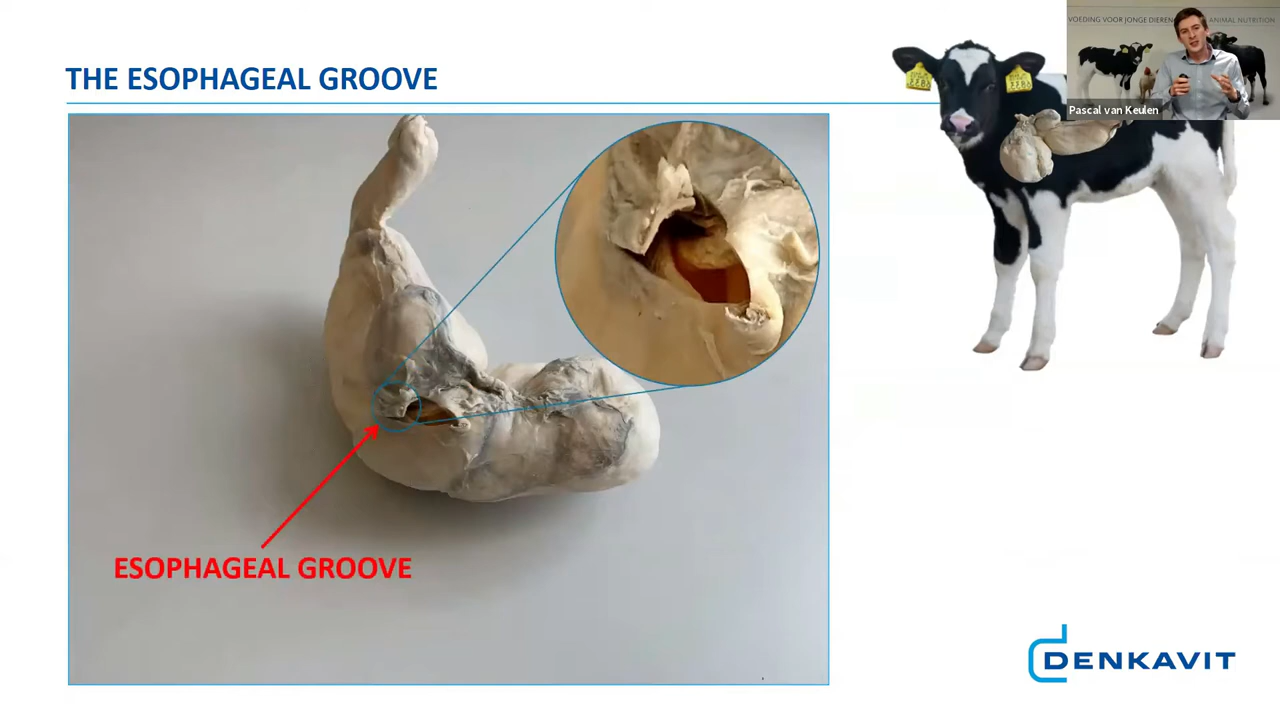 THE ESOPHAGEAL GROOVE
VOEDING VOOR JONGE DIEREN
ANIMAL NUTRITION
Pascal van Keulen
ESOPHAGEAL GROOVE
DENKAVIT